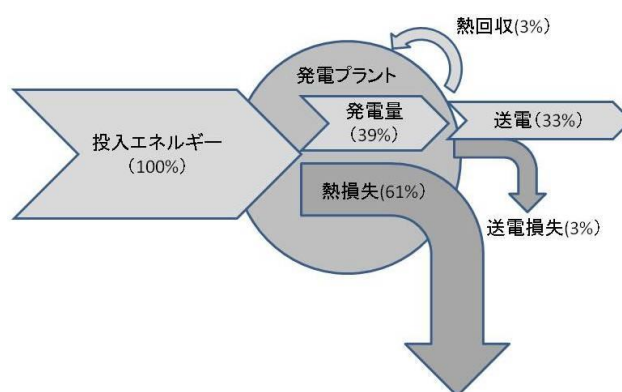 熱回収(3%)
発電プラント
発電量
(39%)
送電(33%)
投入エネルギー
(100%)
熱損失(61%)
送電損失(3%)